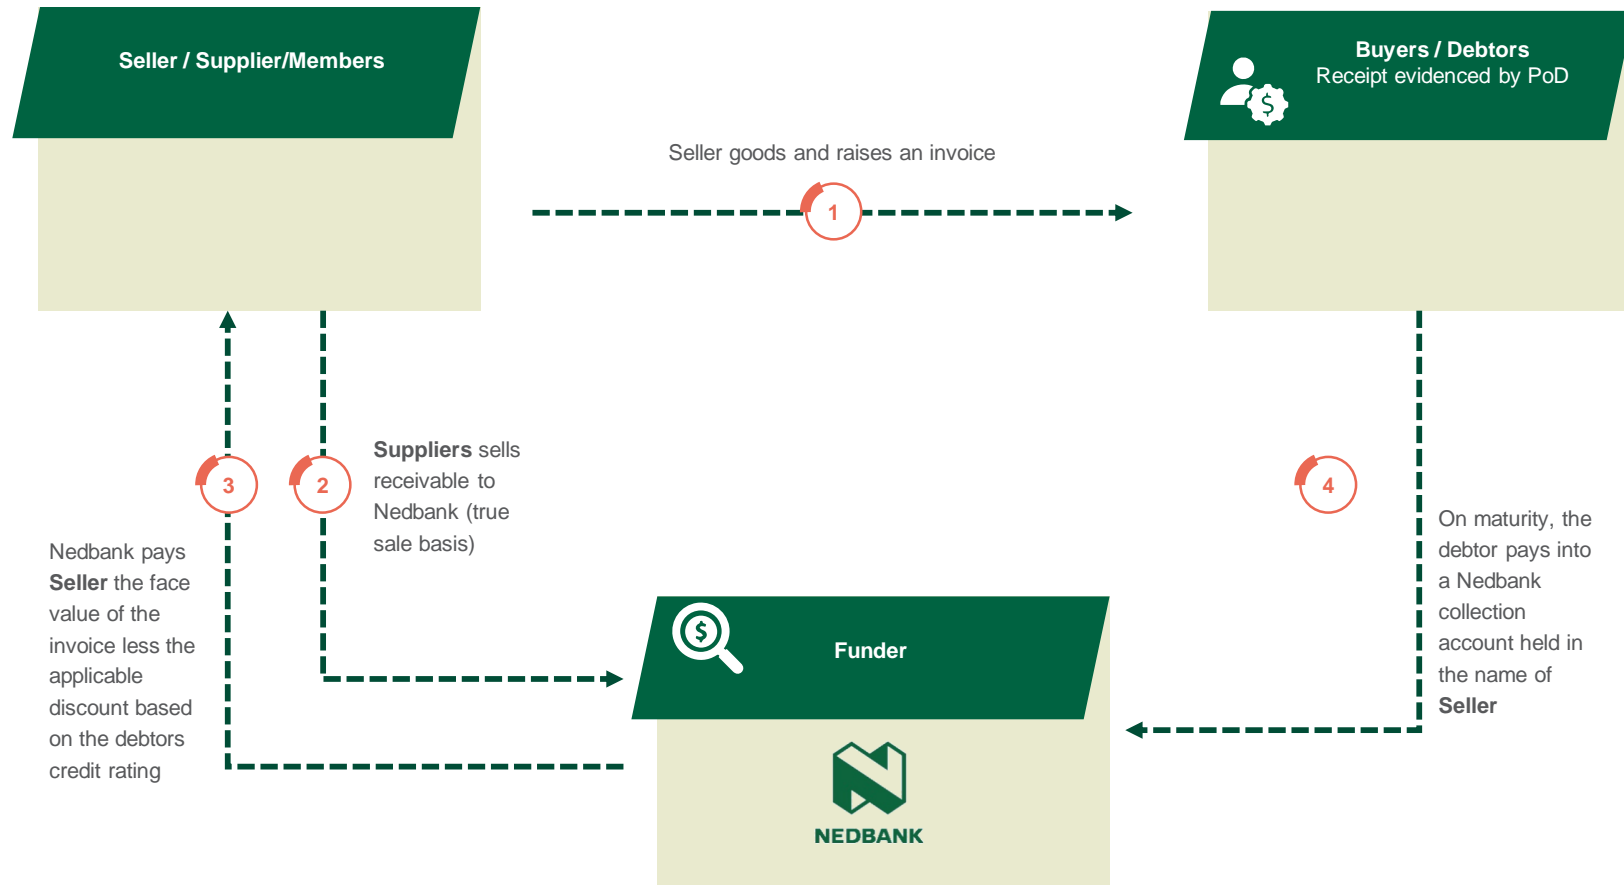 Seller / Supplier/Members
Buyers / Debtors
Receipt evidenced by PoD
$
Seller goods and raises an invoice
1
3
2
Suppliers sells
receivable to
Nedbank (true
sale basis)
4
Nedbank pays
Seller the face
value of the
invoice less the
applicable
discount based
on the debtors
credit rating
On maturity, the
debtor pays into
a Nedbank
collection
account held in
the name of
Seller
$
Funder
NEDBANK